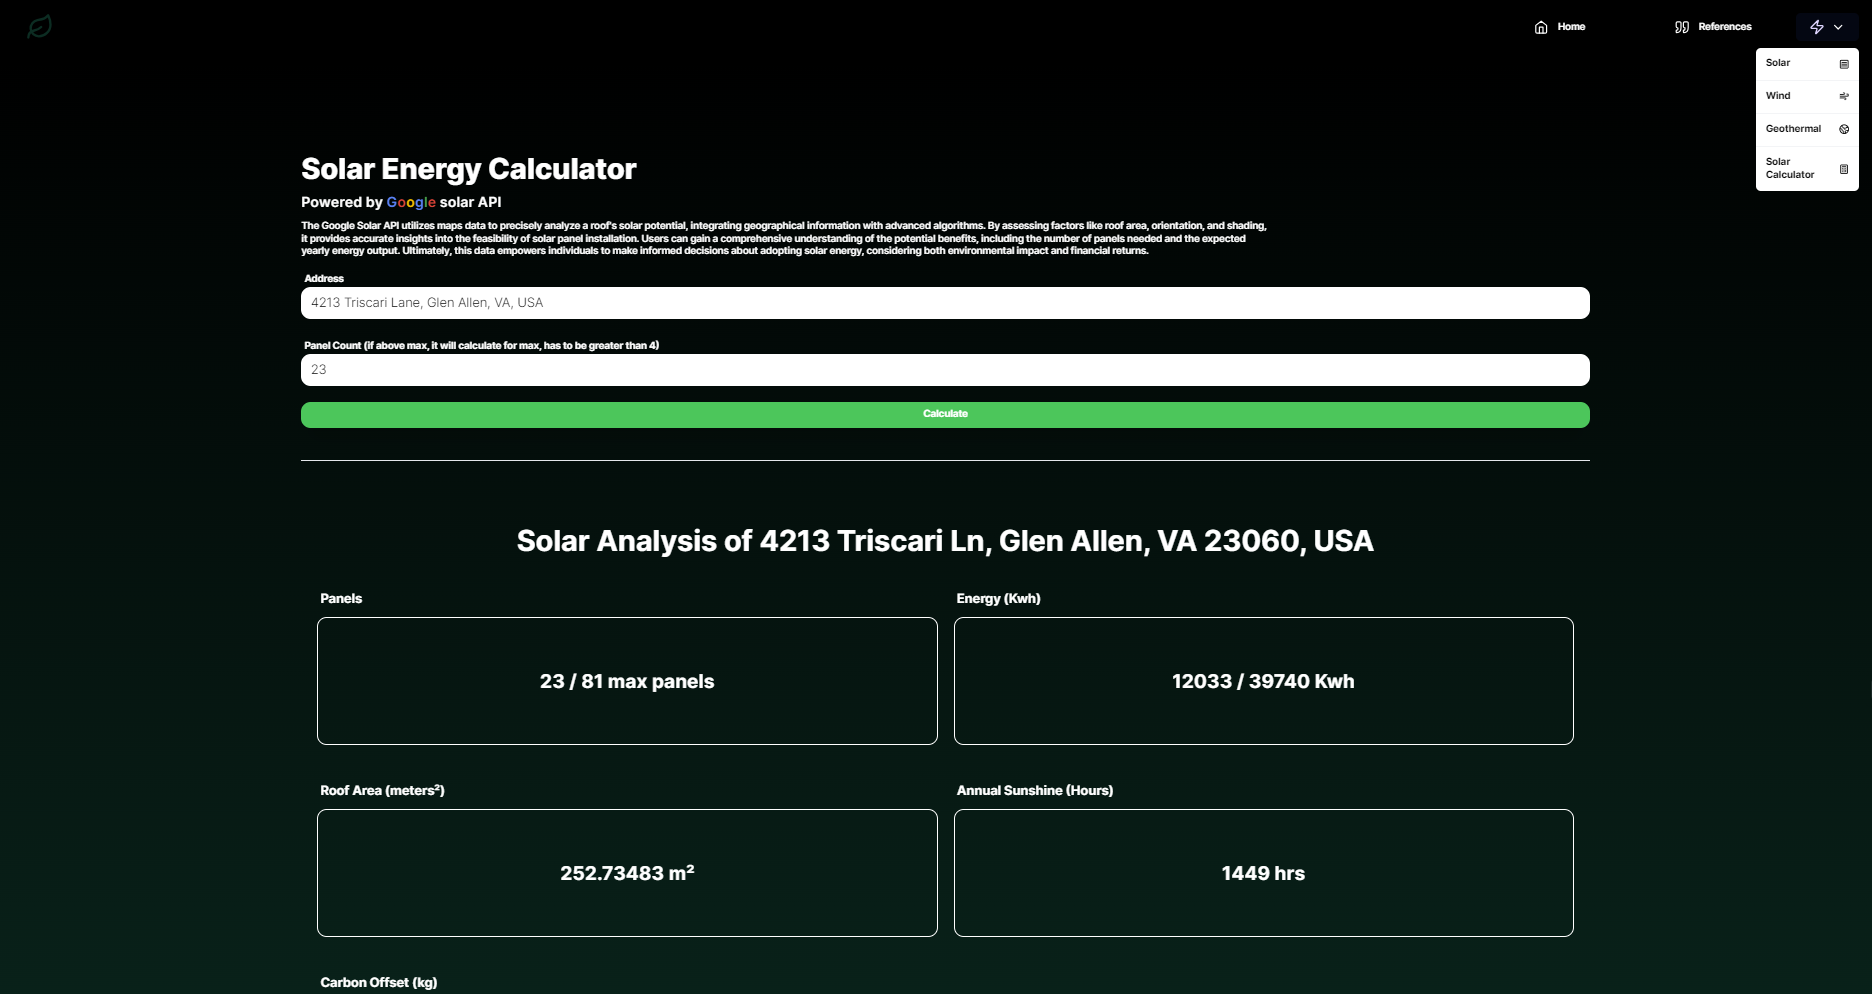 Home
References
Solar
Wind
Geothermal
Solar
Calculator
Solar Energy Calculator
Powered by Google solar API
The Google Solar API utilizes maps data to precisely analyze a roof's solar potential, integrating geographical information with advanced algorithms. By assessing factors like roof area, orientation, and shading,
it provides accurate insights into the feasibility of solar panel installation. Users can gain a comprehensive understanding of the potential benefits, including the number of panels needed and the expected
yearly energy output. Ultimately, this data empowers individuals to make informed decisions about adopting solar energy, considering both environmental impact and financial returns.
Address
4213 Triscari Lane, Glen Allen, VA, USA
Panel Count (if above max, it will calculate for max, has to be greater than 4)
23
Calculate
Solar Analysis of 4213 Triscari Ln, Glen Allen, VA 23060, USA
Panels
23 / 81 max panels
Energy (Kwh)
12033 / 39740 Kwh
Roof Area (meters²)
252.73483 m²
Annual Sunshine (Hours)
1449 hrs
Carbon Offset (kg)